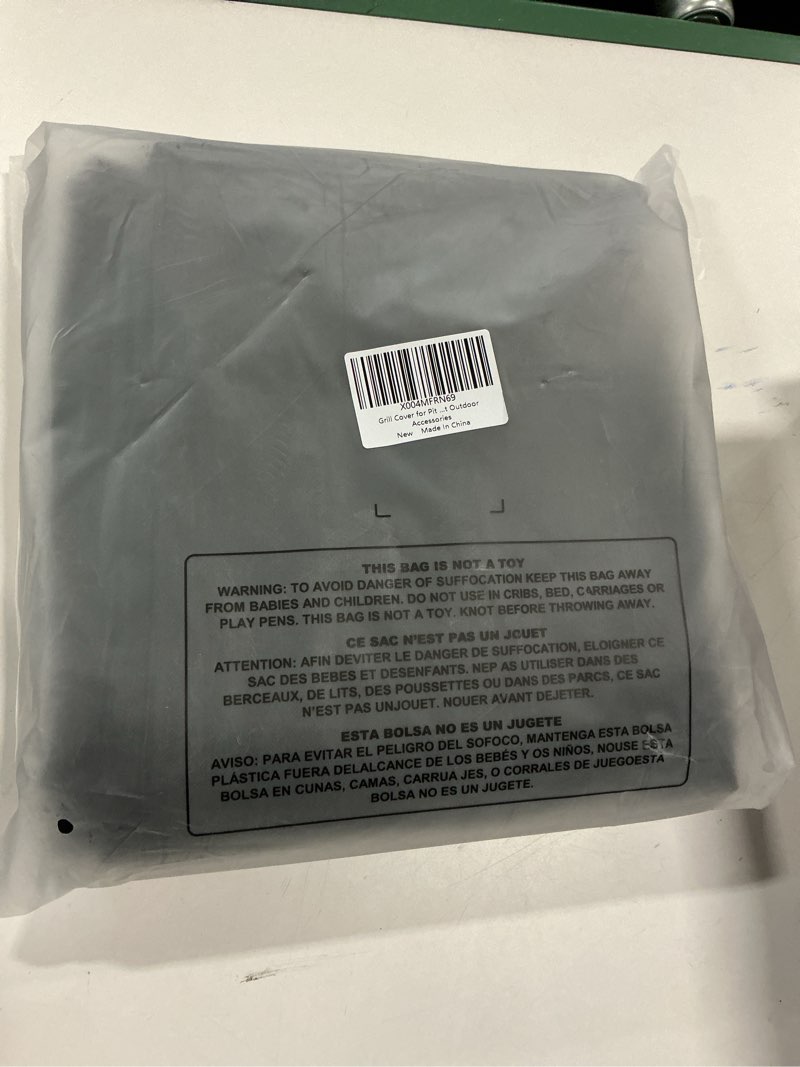 X004MFRN69
Grill Cover for Pit ...t Outdoor
Accessories
New Made in China
THIS BAG IS NOT A TOY
WARNING: TO AVOID DANGER OF SUFFOCATION KEEP THIS BAG AWAY
FROM BABIES AND CHILDREN. DO NOT USE IN CRIBS, BED, CARRIAGES OR
PLAY PENS. THIS BAG IS NOT A TOY. KNOT BEFORE THROWING AWAY.
CE SAC N'EST PAS UN JOUET
ATTENTION: AFIN DEVITER LE DANGER DE SUFFOCATION, ELOIGNER CE
SAC DES BEBES ET DESENFANTS. NEP AS UTILISER DANS DES
BERCEAUX, DE LITS, DES POUSSETTES OU DANS DES PARCS, CE SAC
N'EST PAS UNJOUET. NOUER AVANT DEJETER.
ESTA BOLSA NO ES UN JUGETE
AVISO: PARA EVITAR EL PELIGRO DEL SOFOCO, MANTENGA ESTA BOLSA
PLÁSTICA FUERA DELALCANCE DE LOS BEBÉS Y OS NIÑOS, NOUSE ESTA
BOLSA EN CUNAS, CAMAS, CARRUA JES, O CORRALES DE JUEGOESTA
BOLSA NO ES UN JUGETE.